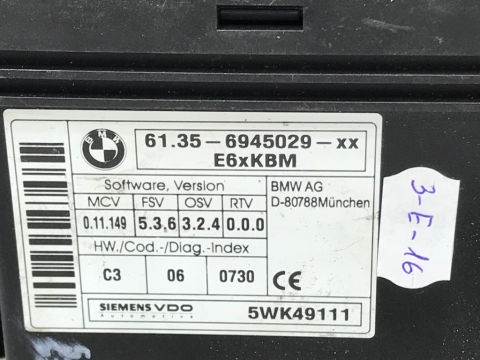 BMW
61.35-6945029-xx
E6xKBM
Software, Version
MCV FSV OSV RTV
0.11.149 5.3.6 3.2.4 0.0.0
HW./Cod.-/Diag.-Index
C3 06 0730
BMW AG
D-80788München
CE
SIEMENS VDO
Automotive
5WK49111
3-E-16